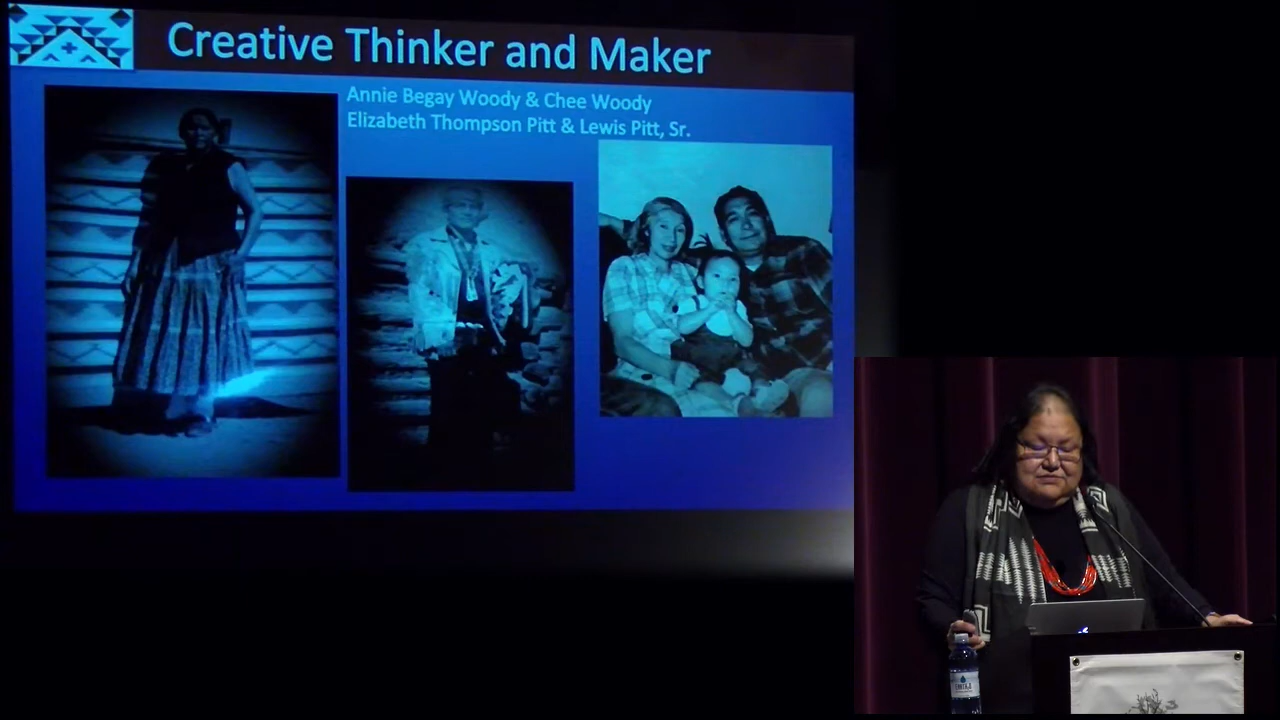 Creative Thinker and Maker
Annie Begay Woody & Chee Woody
Elizabeth Thompson Pitt & Lewis Pitt, Sr.